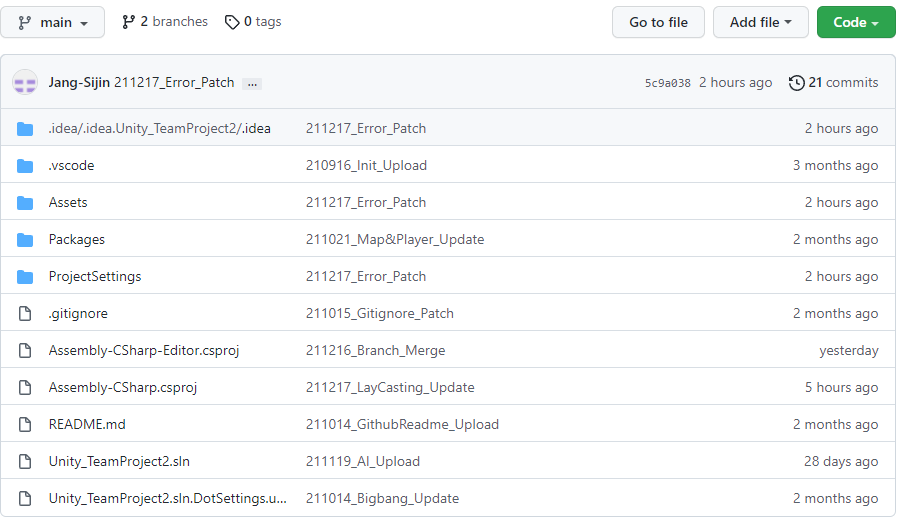 main 2 branches 0 tags Go to file Add file Code
Jang-Sijin 211217_Error_Patch ... 5c9a038 2 hours ago 21 commits
.idea/.idea.Unity_TeamProject2/.idea 211217_Error_Patch 2 hours ago
.vscode 210916_Init_Upload 3 months ago
Assets 211217_Error_Patch 2 hours ago
Packages 211021_Map&Player_Update 2 months ago
ProjectSettings 211217_Error_Patch 2 hours ago
.gitignore 211015_Gitignore_Patch 2 months ago
Assembly-CSharp-Editor.csproj 211216_Branch_Merge yesterday
Assembly-CSharp.csproj 211217_LayCasting_Update 5 hours ago
README.md 211014_GithubReadme_Upload 2 months ago
Unity_TeamProject2.sln 211119_AI_Upload 28 days ago
Unity_TeamProject2.sln.DotSettings.u... 211014_Bigbang_Update 2 months ago